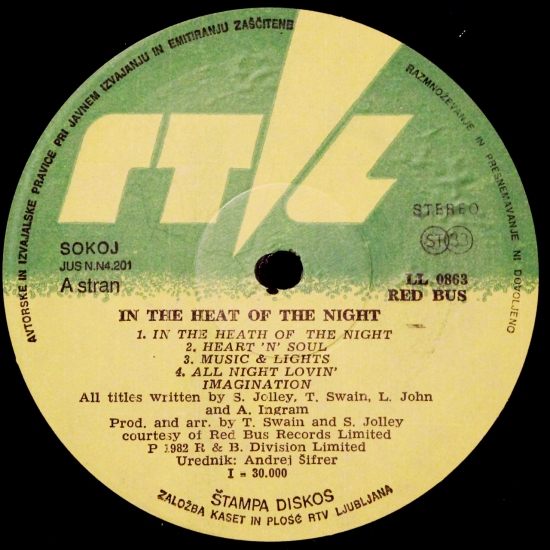 AVTORSKE IN IZVAJALSKE PRAVICE PRI JAVNEM IZVAJANJU IN EMITIRANJU ZAŠČITENE
RAZMNOŽEVANJE IN PRESNEMAVANJE NI DOVOLJENO
rtvl
STEREO
SOKOJ
JUS N.N4.201
A stran
ST 33
LL 0863
RED BUS
IN THE HEAT OF THE NIGHT
1. IN THE HEATH OF THE NIGHT
2. HEART 'N' SOUL
3. MUSIC & LIGHTS
4. ALL NIGHT LOVIN'
IMAGINATION
All titles written by S. Jolley, T. Swain, L. John
and A. Ingram
Prod. and arr. by T. Swain and S. Jolley
courtesy of Red Bus Records Limited
P 1982 R & B. Division Limited
Urednik: Andrej Šifrer
I - 30.000
ŠTAMPA DISKOS
ZALOŽBA KASET IN PLOŠČ RTV LJUBLJANA